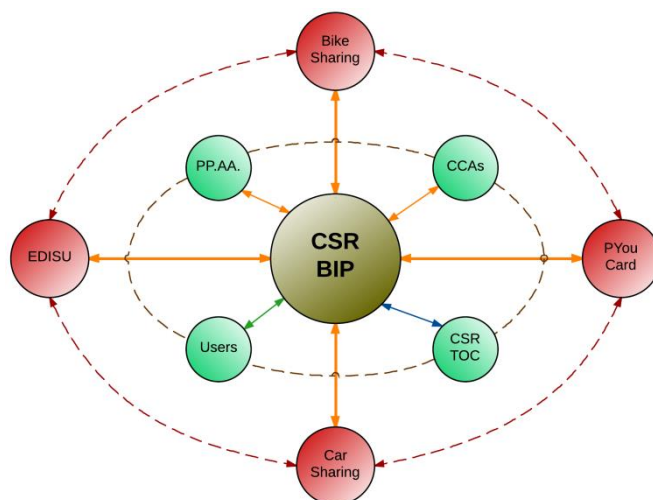 Bike
Sharing
PP.AA.
CCAs
EDISU
CSR
BIP
PYou
Card
Users
CSR
TOC
Car
Sharing